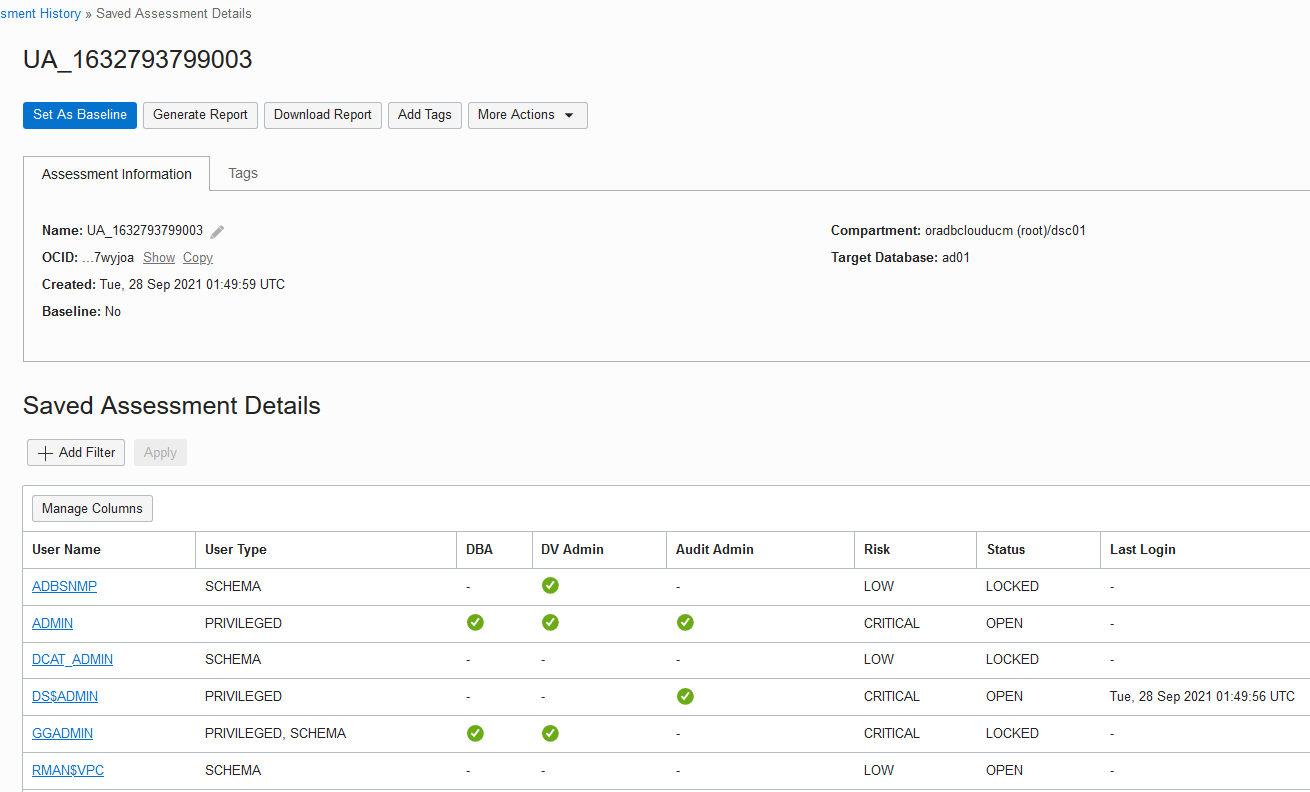 sment History » Saved Assessment Details
UA_1632793799003
Set As Baseline Generate Report Download Report Add Tags More Actions
Assessment Information Tags
Name: UA_1632793799003 Compartment: oradbclouducm (root)/dsc01
OCID: ...7wyjoa Show Copy Target Database: ad01
Created: Tue, 28 Sep 2021 01:49:59 UTC
Baseline: No
Saved Assessment Details
Add Filter Apply
Manage Columns
User Name User Type DBA DV Admin Audit Admin Risk Status Last Login
ADBSNMP SCHEMA - - LOW LOCKED -
ADMIN PRIVILEGED CRITICAL OPEN -
DCAT_ADMIN SCHEMA - - - LOW LOCKED -
DS$ADMIN PRIVILEGED - - CRITICAL OPEN Tue, 28 Sep 2021 01:49:56 UTC
GGADMIN PRIVILEGED, SCHEMA - CRITICAL LOCKED -
RMAN$VPC SCHEMA - - - LOW OPEN -